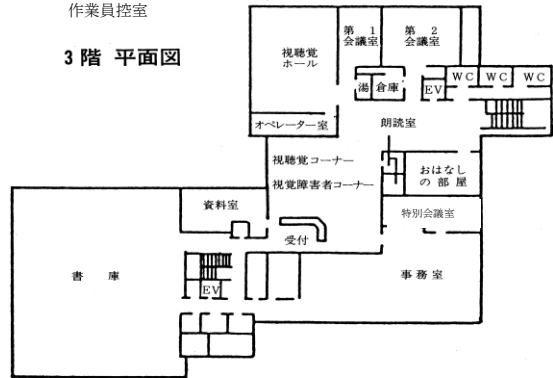 作業員控室
3階 平面図
第1
会議室
第2
会議室
視聴覚
ホール
湯
倉庫
EV
WC
WC
WC
オペレーター室
朗読室
視聴覚コーナー
視覚障害者コーナー
おはなし
の部屋
資料室
特別会議室
受付
書庫
EV
事務室